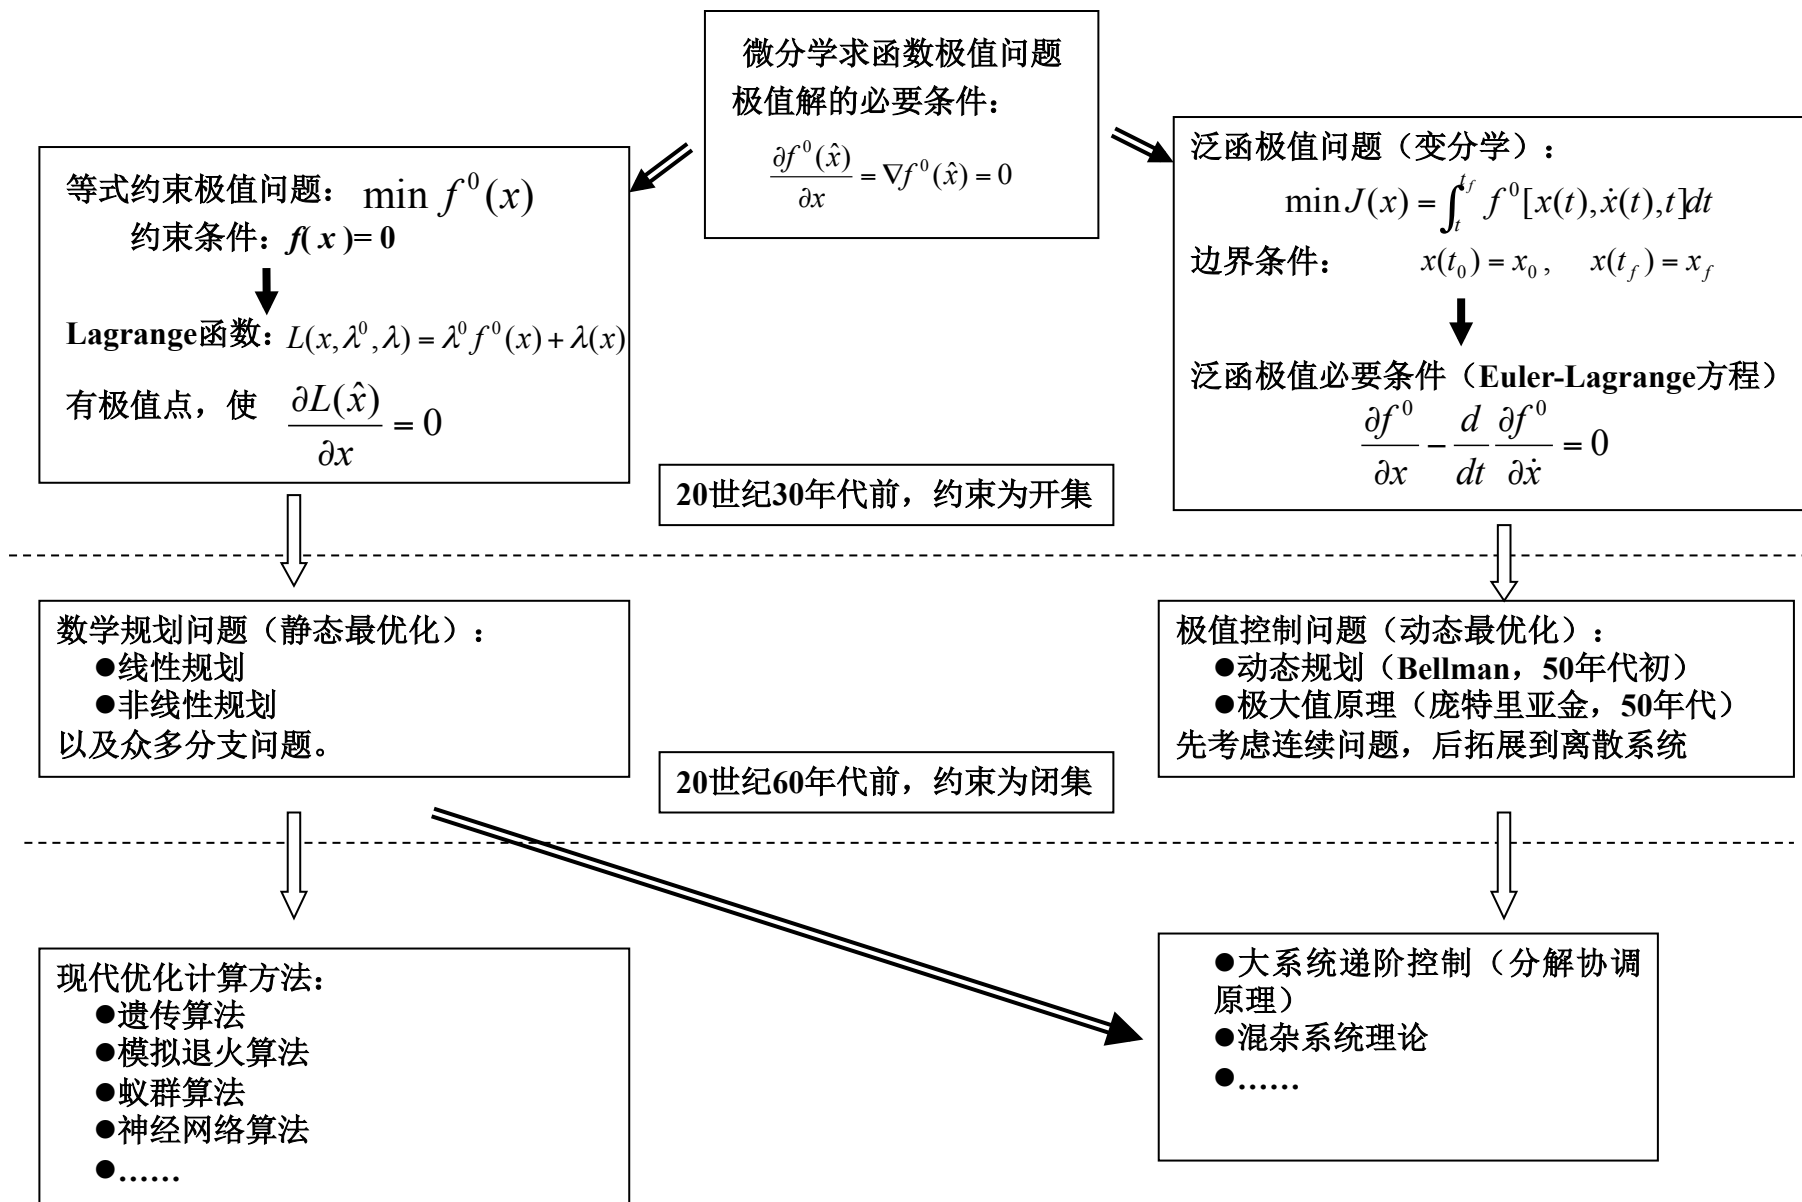 微分学求函数极值问题
极值解的必要条件：
∂f⁰(x̂)/∂x = ∇f⁰(x̂) = 0
等式约束极值问题： min f⁰(x)
约束条件：f( x )= 0
Lagrange函数：L(x,λ⁰,λ) = λ⁰f⁰(x) + λ(x)
有极值点，使 ∂L(x̂)/∂x = 0
泛函极值问题（变分学）：
min J(x) = ∫_t^{t_f} f⁰[x(t),ẋ(t),t]dt
边界条件： x(t₀) = x₀ , x(t_f) = x_f
泛函极值必要条件（Euler-Lagrange方程）
∂f⁰/∂x − d/dt ∂f⁰/∂ẋ = 0
20世纪30年代前，约束为开集
数学规划问题（静态最优化）：
●线性规划
●非线性规划
以及众多分支问题。
极值控制问题（动态最优化）：
●动态规划（Bellman，50年代初）
●极大值原理（庞特里亚金，50年代）
先考虑连续问题，后拓展到离散系统
20世纪60年代前，约束为闭集
现代优化计算方法：
●遗传算法
●模拟退火算法
●蚁群算法
●神经网络算法
●……
●大系统递阶控制（分解协调
原理）
●混杂系统理论
●……